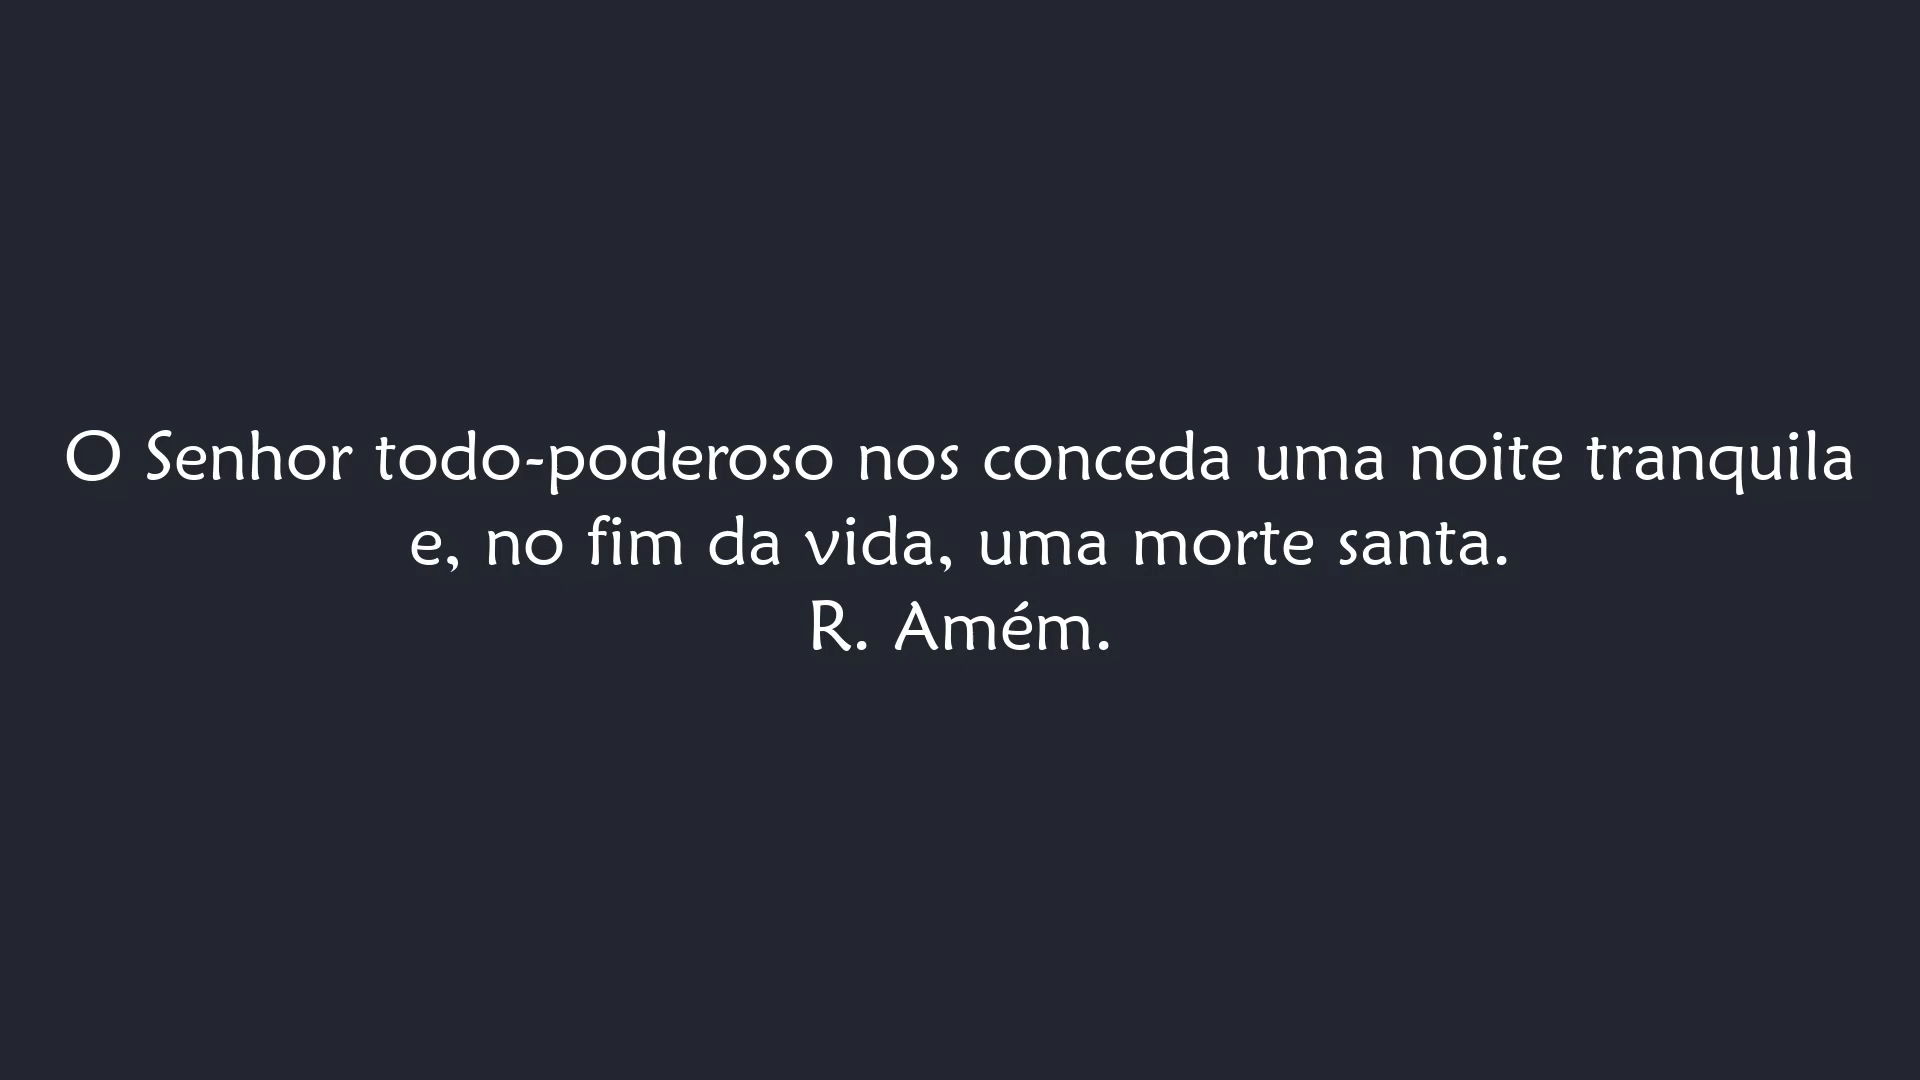 O Senhor todo-poderoso nos conceda uma noite tranquila
e, no fim da vida, uma morte santa.
R. Amém.